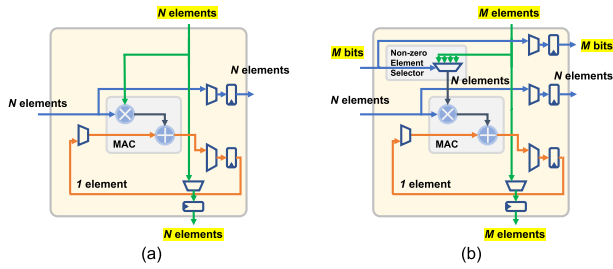 N elements
N elements
N elements
MAC
1 element
N elements
(a)
M elements
M bits
Non-zero
Element
Selector
M bits
N elements
N elements
N elements
MAC
1 element
M elements
(b)